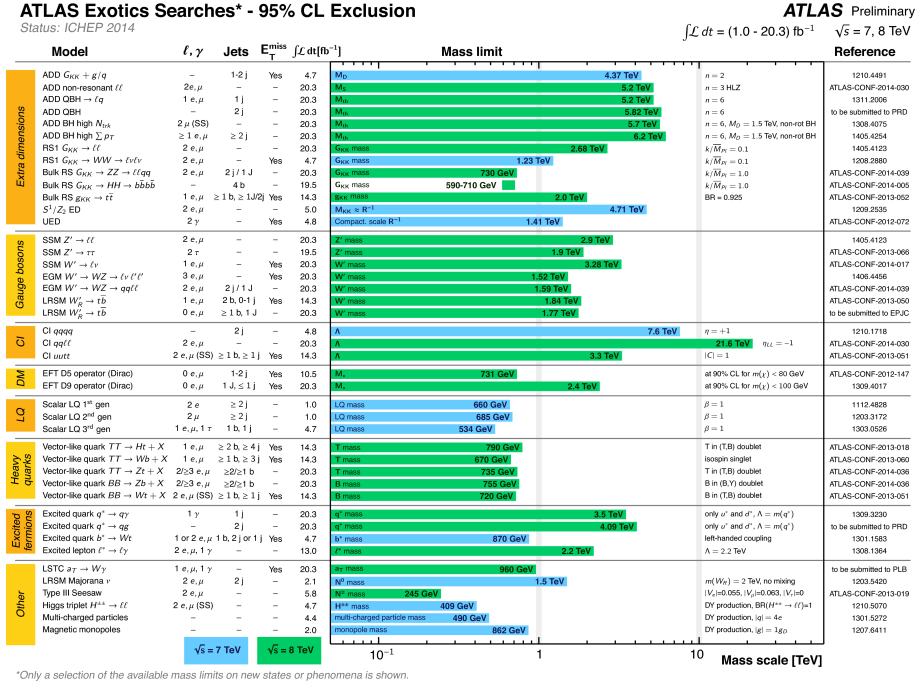 ATLAS Exotics Searches* - 95% CL Exclusion
Status: ICHEP 2014
ATLAS Preliminary
∫ℒ dt = (1.0 - 20.3) fb⁻¹ √s = 7, 8 TeV
Model ℓ, γ Jets E_T^miss ∫ℒ dt[fb⁻¹] Mass limit Reference
Extra dimensions
ADD G_KK + g/q – 1-2 j Yes 4.7 M_D 4.37 TeV n = 2 1210.4491
ADD non-resonant ℓℓ 2e, μ – – 20.3 M_S 5.2 TeV n = 3 HLZ ATLAS-CONF-2014-030
ADD QBH → ℓq 1 e, μ 1 j – 20.3 M_th 5.2 TeV n = 6 1311.2006
ADD QBH – 2 j – 20.3 M_th 5.82 TeV n = 6 to be submitted to PRD
ADD BH high N_trk 2 μ (SS) – – 20.3 M_th 5.7 TeV n = 6, M_D = 1.5 TeV, non-rot BH 1308.4075
ADD BH high ∑ p_T ≥ 1 e, μ ≥ 2 j – 20.3 M_th 6.2 TeV n = 6, M_D = 1.5 TeV, non-rot BH 1405.4254
RS1 G_KK → ℓℓ 2 e, μ – – 20.3 G_KK mass 2.68 TeV k/M̅_Pl = 0.1 1405.4123
RS1 G_KK → WW → ℓνℓν 2 e, μ – Yes 4.7 G_KK mass 1.23 TeV k/M̅_Pl = 0.1 1208.2880
Bulk RS G_KK → ZZ → ℓℓqq 2 e, μ 2 j / 1 J – 20.3 G_KK mass 730 GeV k/M̅_Pl = 1.0 ATLAS-CONF-2014-039
Bulk RS G_KK → HH → bb̅bb̅ – 4 b – 19.5 G_KK mass 590-710 GeV k/M̅_Pl = 1.0 ATLAS-CONF-2014-005
Bulk RS g_KK → tt̅ 1 e, μ ≥ 1 b, ≥ 1J/2j Yes 14.3 g_KK mass 2.0 TeV BR = 0.925 ATLAS-CONF-2013-052
S¹/Z₂ ED 2 e, μ – – 5.0 M_KK ≈ R⁻¹ 4.71 TeV 1209.2535
UED 2 γ – Yes 4.8 Compact. scale R⁻¹ 1.41 TeV ATLAS-CONF-2012-072
Gauge bosons
SSM Z′ → ℓℓ 2 e, μ – – 20.3 Z′ mass 2.9 TeV 1405.4123
SSM Z′ → ττ 2 τ – – 19.5 Z′ mass 1.9 TeV ATLAS-CONF-2013-066
SSM W′ → ℓν 1 e, μ – Yes 20.3 W′ mass 3.28 TeV ATLAS-CONF-2014-017
EGM W′ → WZ → ℓν ℓ′ℓ′ 3 e, μ – Yes 20.3 W′ mass 1.52 TeV 1406.4456
EGM W′ → WZ → qqℓℓ 2 e, μ 2 j / 1 J – 20.3 W′ mass 1.59 TeV ATLAS-CONF-2014-039
LRSM W′_R → tb̅ 1 e, μ 2 b, 0-1 j Yes 14.3 W′ mass 1.84 TeV ATLAS-CONF-2013-050
LRSM W′_R → tb̅ 0 e, μ ≥ 1 b, 1 J – 20.3 W′ mass 1.77 TeV to be submitted to EPJC
CI
CI qqqq – 2 j – 4.8 Λ 7.6 TeV η = +1 1210.1718
CI qqℓℓ 2 e, μ – – 20.3 Λ 21.6 TeV η_LL = −1 ATLAS-CONF-2014-030
CI uutt 2 e, μ (SS) ≥ 1 b, ≥ 1 j Yes 14.3 Λ 3.3 TeV |C| = 1 ATLAS-CONF-2013-051
DM
EFT D5 operator (Dirac) 0 e, μ 1-2 j Yes 10.5 M_* 731 GeV at 90% CL for m(χ) < 80 GeV ATLAS-CONF-2012-147
EFT D9 operator (Dirac) 0 e, μ 1 J, ≤ 1 j Yes 20.3 M_* 2.4 TeV at 90% CL for m(χ) < 100 GeV 1309.4017
LQ
Scalar LQ 1st gen 2 e ≥ 2 j – 1.0 LQ mass 660 GeV β = 1 1112.4828
Scalar LQ 2nd gen 2 μ ≥ 2 j – 1.0 LQ mass 685 GeV β = 1 1203.3172
Scalar LQ 3rd gen 1 e, μ, 1 τ 1 b, 1 j – 4.7 LQ mass 534 GeV β = 1 1303.0526
Heavy quarks
Vector-like quark TT → Ht + X 1 e, μ ≥ 2 b, ≥ 4 j Yes 14.3 T mass 790 GeV T in (T,B) doublet ATLAS-CONF-2013-018
Vector-like quark TT → Wb + X 1 e, μ ≥ 1 b, ≥ 3 j Yes 14.3 T mass 670 GeV isospin singlet ATLAS-CONF-2013-060
Vector-like quark TT → Zt + X 2/≥3 e, μ ≥2/≥1 b – 20.3 T mass 735 GeV T in (T,B) doublet ATLAS-CONF-2014-036
Vector-like quark BB → Zb + X 2/≥3 e, μ ≥2/≥1 b – 20.3 B mass 755 GeV B in (B,Y) doublet ATLAS-CONF-2014-036
Vector-like quark BB → Wt + X 2 e, μ (SS) ≥ 1 b, ≥ 1 j Yes 14.3 B mass 720 GeV B in (T,B) doublet ATLAS-CONF-2013-051
Excited fermions
Excited quark q* → qγ 1 γ 1 j – 20.3 q* mass 3.5 TeV only u* and d*, Λ = m(q*) 1309.3230
Excited quark q* → qg – 2 j – 20.3 q* mass 4.09 TeV only u* and d*, Λ = m(q*) to be submitted to PRD
Excited quark b* → Wt 1 or 2 e, μ 1 b, 2 j or 1 j Yes 4.7 b* mass 870 GeV left-handed coupling 1301.1583
Excited lepton ℓ* → ℓγ 2 e, μ, 1 γ – – 13.0 ℓ* mass 2.2 TeV Λ = 2.2 TeV 1308.1364
Other
LSTC a_T → Wγ 1 e, μ, 1 γ – Yes 20.3 a_T mass 960 GeV to be submitted to PLB
LRSM Majorana ν 2 e, μ 2 j – 2.1 N⁰ mass 1.5 TeV m(W_R) = 2 TeV, no mixing 1203.5420
Type III Seesaw 2 e, μ – – 5.8 N± mass 245 GeV |V_e|=0.055, |V_μ|=0.063, |V_τ|=0 ATLAS-CONF-2013-019
Higgs triplet H±± → ℓℓ 2 e, μ (SS) – – 4.7 H±± mass 409 GeV DY production, BR(H±± → ℓℓ)=1 1210.5070
Multi-charged particles – – – 4.4 multi-charged particle mass 490 GeV DY production, |q| = 4e 1301.5272
Magnetic monopoles – – – 2.0 monopole mass 862 GeV DY production, |g| = 1g_D 1207.6411
√s = 7 TeV √s = 8 TeV
10⁻¹ 1 10
Mass scale [TeV]
*Only a selection of the available mass limits on new states or phenomena is shown.